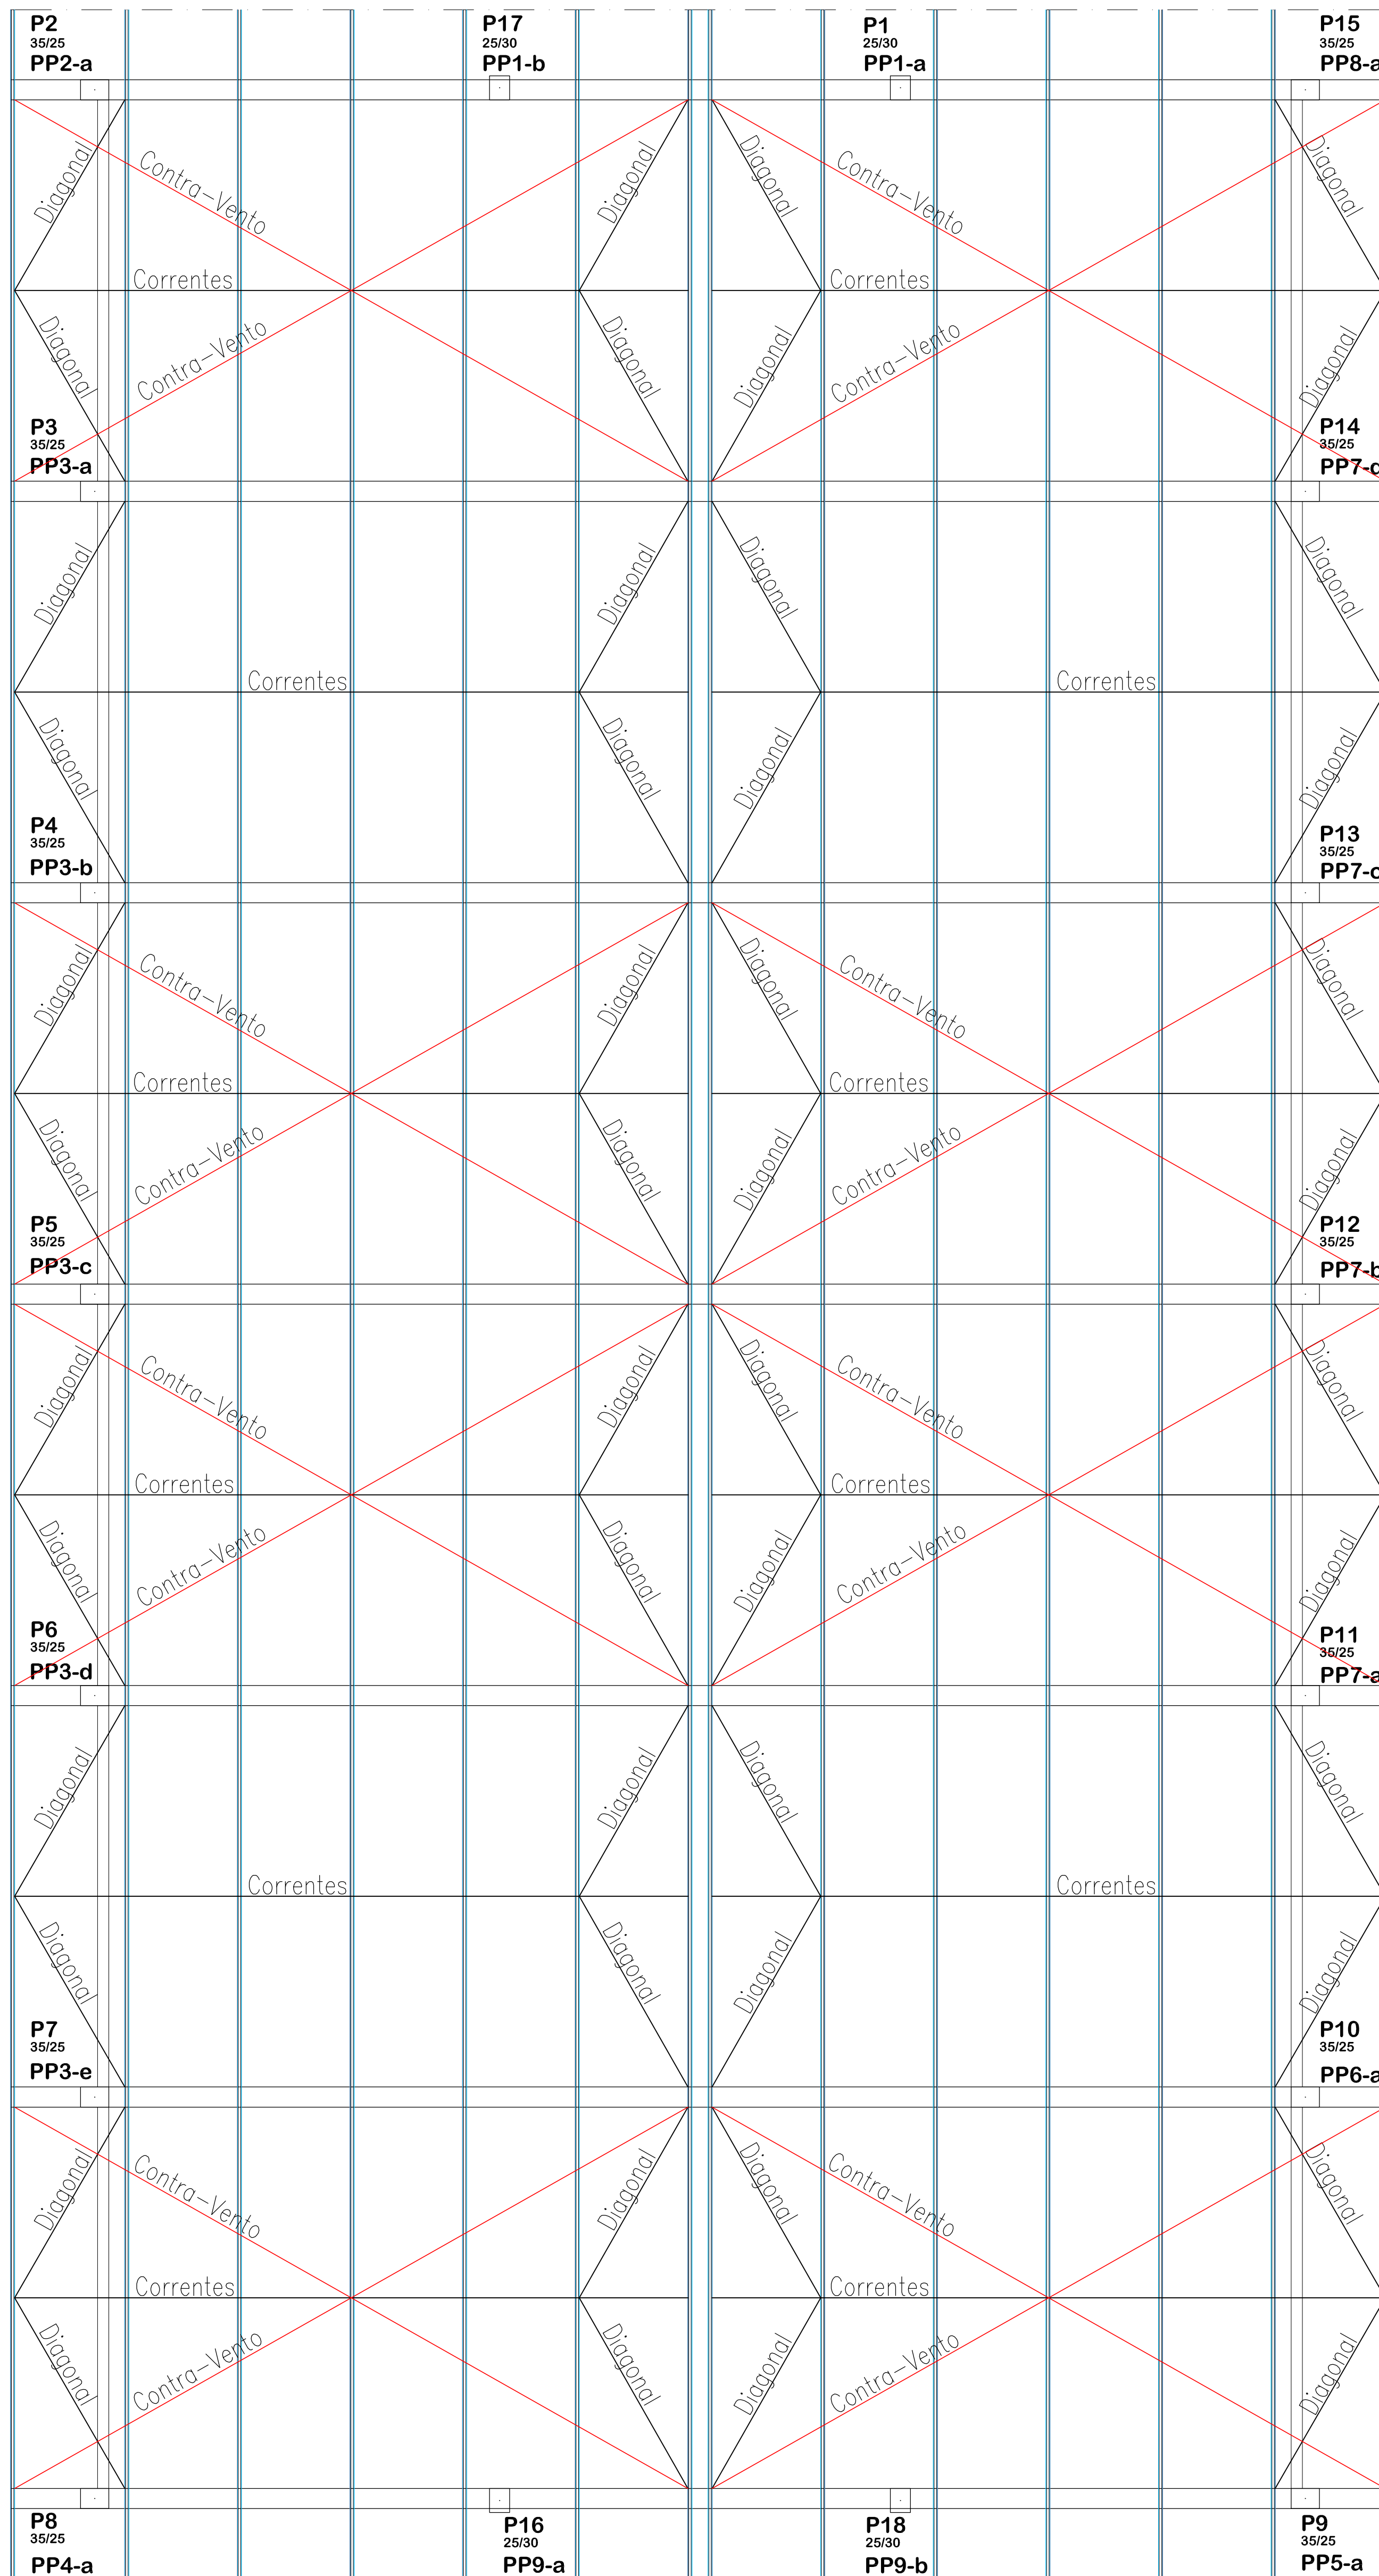 P2
35/25
PP2-a
P17
25/30
PP1-b
P1
25/30
PP1-a
P15
35/25
PP8-a
Diagonal
Contra-Vento
Diagonal
Diagonal
Contra-Vento
Diagonal
Correntes
Correntes
Diagonal
Contra-Vento
Diagonal
Diagonal
Contra-Vento
Diagonal
P3
35/25
PP3-a
P14
35/25
PP7-d
Diagonal
Diagonal
Diagonal
Diagonal
Correntes
Correntes
Diagonal
Diagonal
Diagonal
Diagonal
P4
35/25
PP3-b
P13
35/25
PP7-c
Diagonal
Contra-Vento
Diagonal
Diagonal
Contra-Vento
Diagonal
Correntes
Correntes
Diagonal
Contra-Vento
Diagonal
Diagonal
Contra-Vento
Diagonal
P5
35/25
PP3-c
P12
35/25
PP7-b
Diagonal
Contra-Vento
Diagonal
Diagonal
Contra-Vento
Diagonal
Correntes
Correntes
Diagonal
Contra-Vento
Diagonal
Diagonal
Contra-Vento
Diagonal
P6
35/25
PP3-d
P11
35/25
PP7-a
Diagonal
Diagonal
Diagonal
Diagonal
Correntes
Correntes
Diagonal
Diagonal
Diagonal
Diagonal
P7
35/25
PP3-e
P10
35/25
PP6-a
Diagonal
Contra-Vento
Diagonal
Diagonal
Contra-Vento
Diagonal
Correntes
Correntes
Diagonal
Contra-Vento
Diagonal
Diagonal
Contra-Vento
Diagonal
P8
35/25
PP4-a
P16
25/30
PP9-a
P18
25/30
PP9-b
P9
35/25
PP5-a